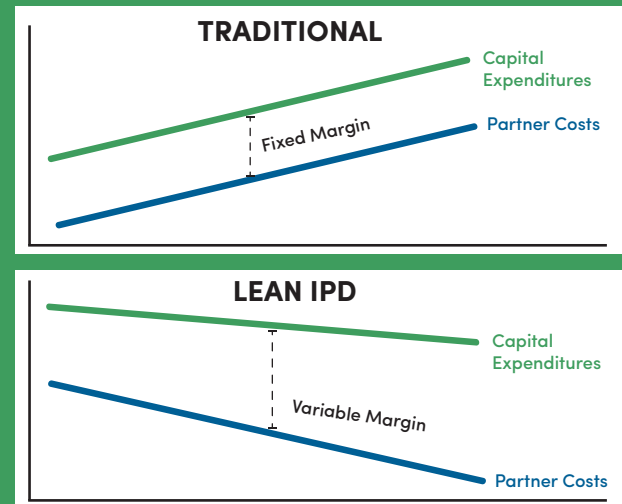 TRADITIONAL
Capital
Expenditures
Partner Costs
Fixed Margin
LEAN IPD
Capital
Expenditures
Variable Margin
Partner Costs